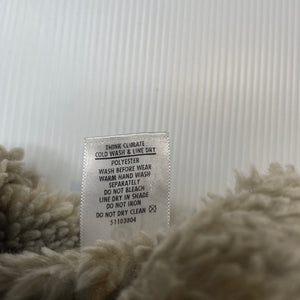 THINK CLIMATE
COLD WASH & LINE DRY
POLYESTER
WASH BEFORE WEAR
WARM HAND WASH
SEPARATELY
DO NOT BLEACH
LINE DRY IN SHADE
DO NOT IRON
DO NOT DRY CLEAN
51103804